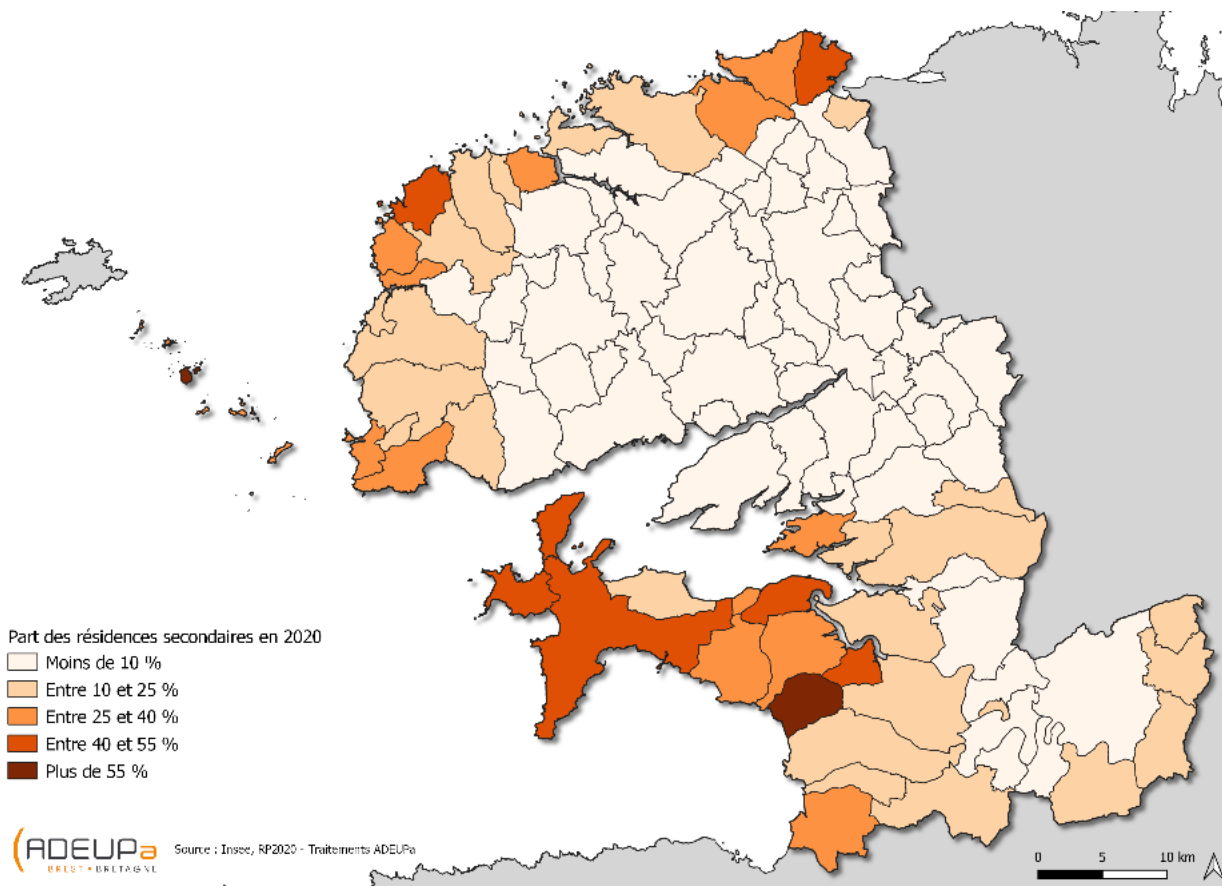 Part des résidences secondaires en 2020
Moins de 10 %
Entre 10 et 25 %
Entre 25 et 40 %
Entre 40 et 55 %
Plus de 55 %
ADEUPa
BREST • BRETAGNE
Source : Insee, RP2020 - Traitements ADEUPa
0 5 10 km